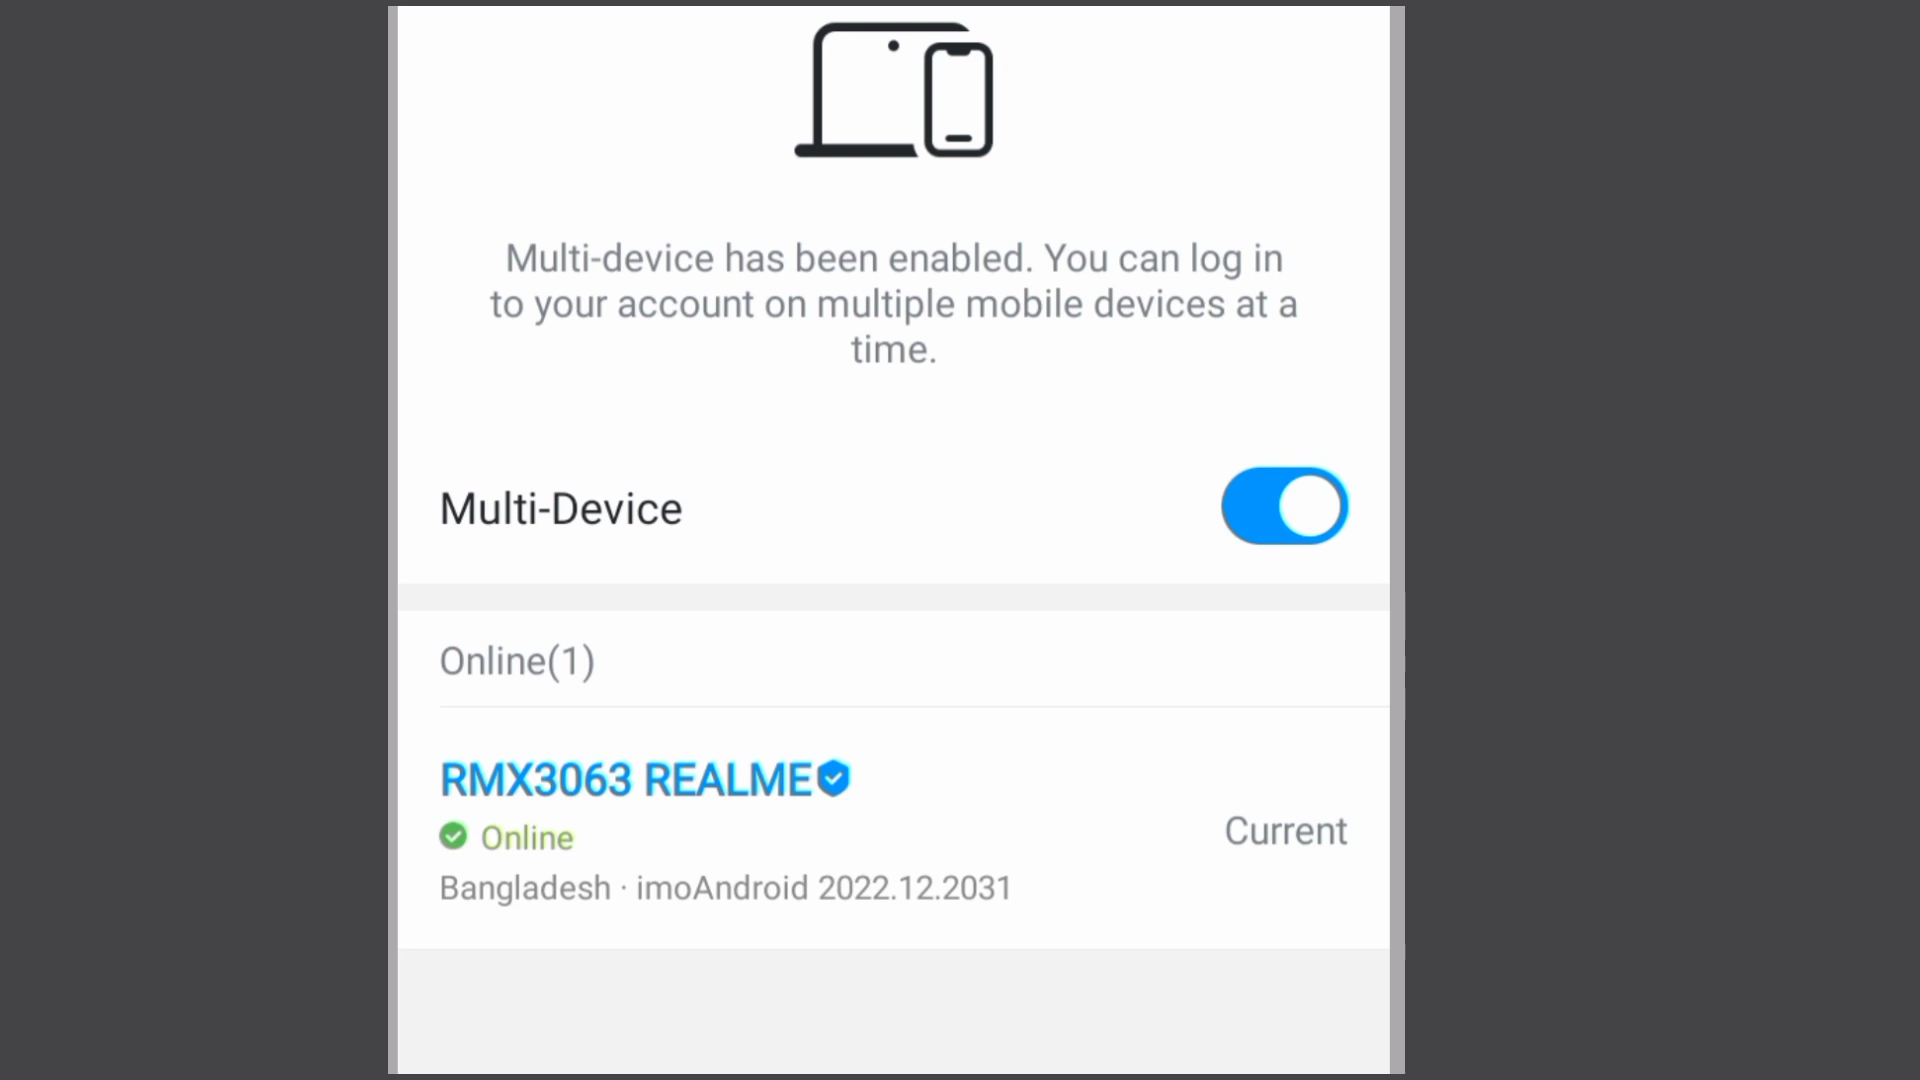 Multi-device has been enabled. You can log in
to your account on multiple mobile devices at a
time.
Multi-Device
Online(1)
RMX3063 REALME
Online
Current
Bangladesh · imoAndroid 2022.12.2031